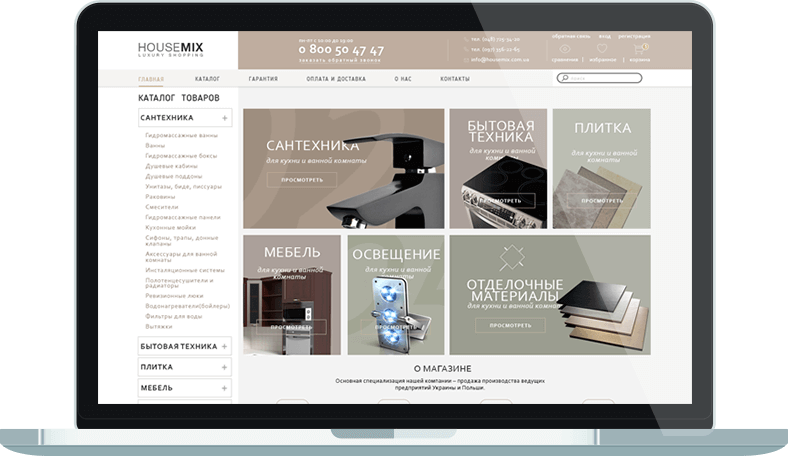 HOUSEMIX
LUXURY SHOPPING
0 800 50 47 47
заказать обратный звонок
info@housemix.com.ua
обратная связь вход регистрация
сравнение | избранное | корзина
ГЛАВНАЯ КАТАЛОГ ГАРАНТИЯ ОПЛАТА И ДОСТАВКА О НАС КОНТАКТЫ
поиск
КАТАЛОГ ТОВАРОВ
САНТЕХНИКА +
Гидромассажные ванны
Ванны
Гидромассажные боксы
Душевые кабины
Душевые поддоны
Унитазы, биде, писсуары
Раковины
Смесители
Гидромассажные панели
Кухонные мойки
Сифоны, трапы, донные
клапаны
Аксессуары для ванной
комнаты
Инсталяционные системы
Полотенцесушители и
радиаторы
Ревизионные люки
Водонагреватели(бойлеры)
Фильтры для воды
Вытяжки
БЫТОВАЯ ТЕХНИКА +
ПЛИТКА +
МЕБЕЛЬ +
САНТЕХНИКА
для кухни и ванной комнаты
ПРОСМОТРЕТЬ
БЫТОВАЯ
ТЕХНИКА
для кухни и ванной
комнаты
ПРОСМОТРЕТЬ
ПЛИТКА
для кухни и ванной
комнаты
ПРОСМОТРЕТЬ
МЕБЕЛЬ
для кухни и ванной
комнаты
ПРОСМОТРЕТЬ
ОСВЕЩЕНИЕ
для кухни и ванной
комнаты
ПРОСМОТРЕТЬ
ОТДЕЛОЧНЫЕ
МАТЕРИАЛЫ
для кухни и ванной комнаты
ПРОСМОТРЕТЬ
О МАГАЗИНЕ
Основная специализация нашей компании – продажа производства ведущих
предприятий Украины и Польши.